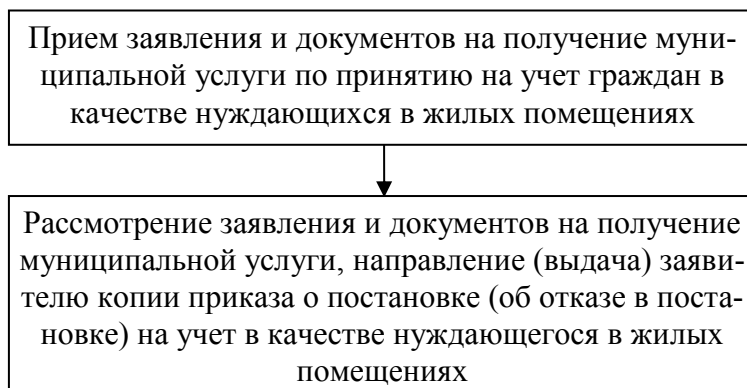 Прием заявления и документов на получение муни-
ципальной услуги по принятию на учет граждан в
качестве нуждающихся в жилых помещениях
Рассмотрение заявления и документов на получение
муниципальной услуги, направление (выдача) заяви-
телю копии приказа о постановке (об отказе в поста-
новке) на учет в качестве нуждающегося в жилых
помещениях